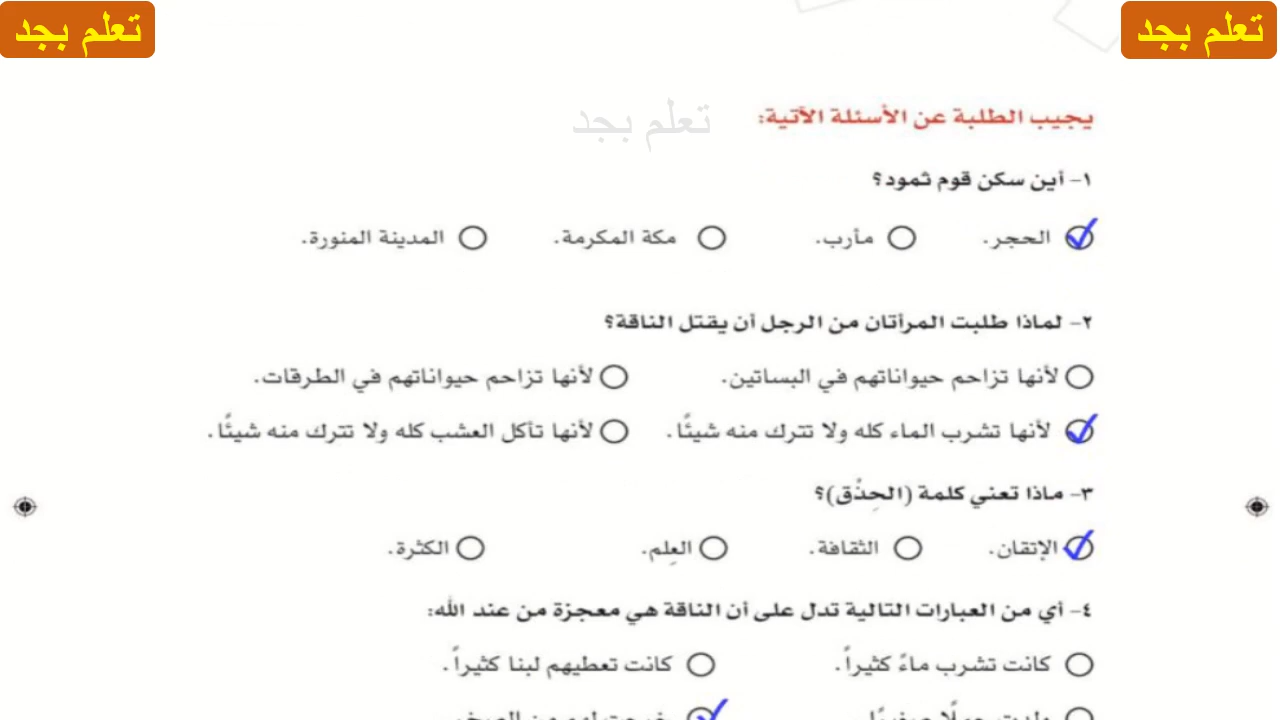 تعلم بجد
تعلم بجد
تعلم بجد
يجيب الطلبة عن الأسئلة الآتية:
١- أين سكن قوم ثمود؟
الحجر. مأرب. مكة المكرمة. المدينة المنورة.
٢- لماذا طلبت المرأتان من الرجل أن يقتل الناقة؟
لأنها تزاحم حيواناتهم في البساتين. لأنها تزاحم حيواناتهم في الطرقات.
لأنها تشرب الماء كله ولا تترك منه شيئًا. لأنها تأكل العشب كله ولا تترك منه شيئًا.
٣- ماذا تعني كلمة (الحِذْق)؟
الإتقان. الثقافة. العِلم. الكثرة.
٤- أي من العبارات التالية تدل على أن الناقة هي معجزة من عند الله:
كانت تشرب ماءً كثيراً. كانت تعطيهم لبنا كثيراً.